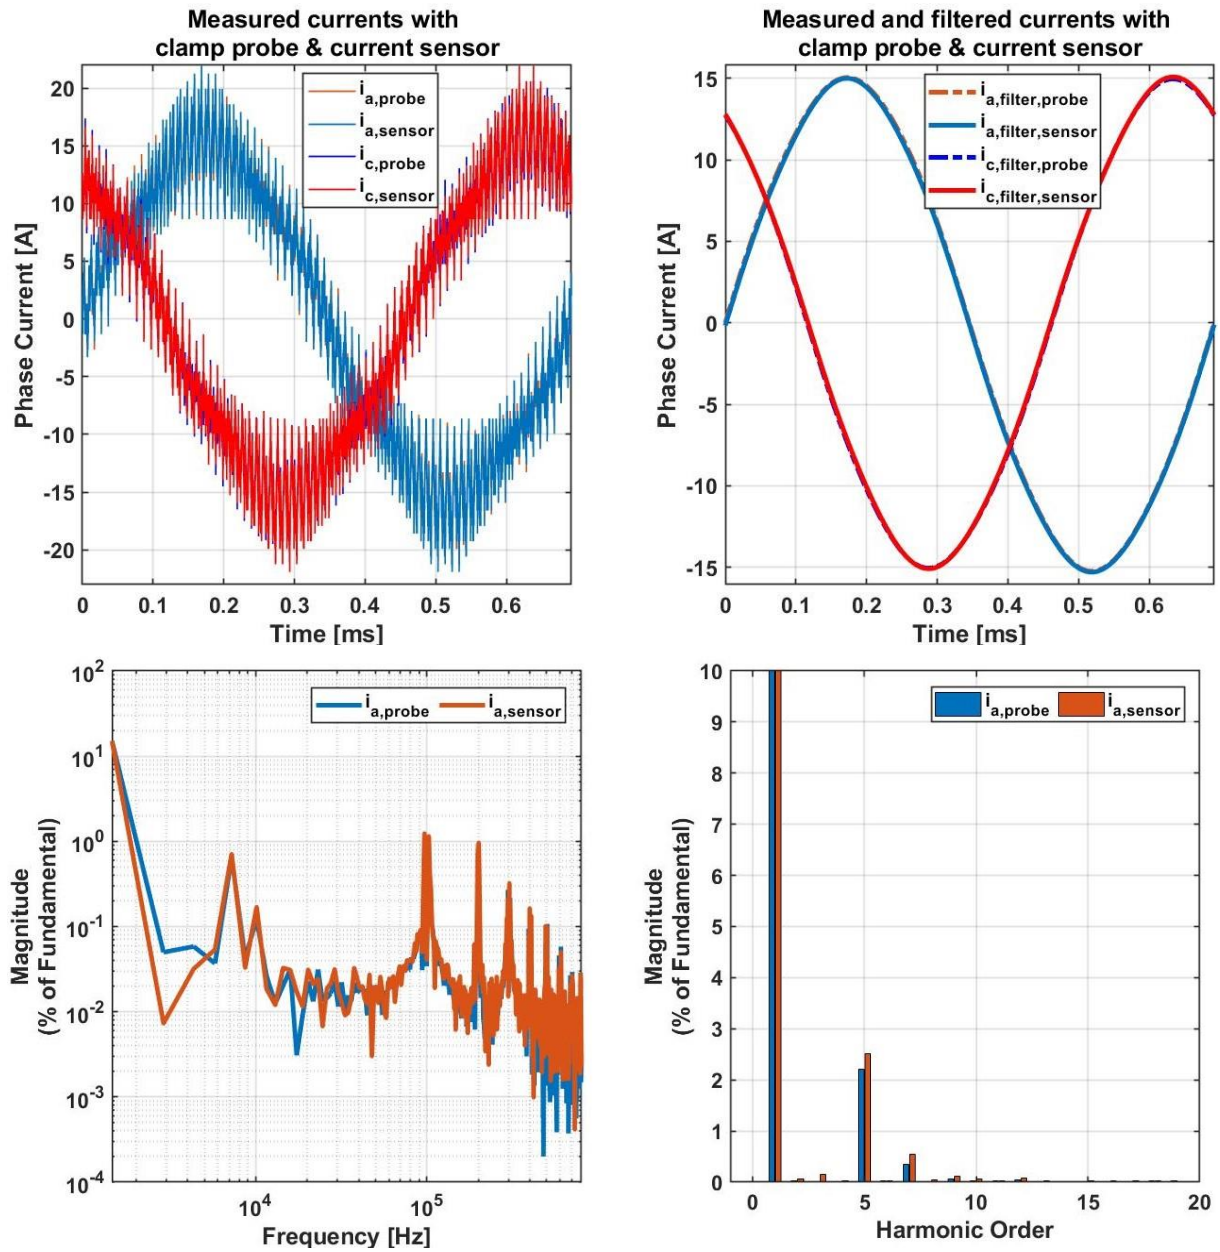 Measured currents with
clamp probe & current sensor
20
15
10
5
0
-5
-10
-15
-20
Phase Current [A]
i_a,probe
i_a,sensor
i_c,probe
i_c,sensor
0 0.1 0.2 0.3 0.4 0.5 0.6
Time [ms]
Measured and filtered currents with
clamp probe & current sensor
15
10
5
0
-5
-10
-15
Phase Current [A]
i_a,filter,probe
i_a,filter,sensor
i_c,filter,probe
i_c,filter,sensor
0 0.1 0.2 0.3 0.4 0.5 0.6
Time [ms]
10^2
10^1
10^0
10^-1
10^-2
10^-3
10^-4
Magnitude
(% of Fundamental)
i_a,probe i_a,sensor
10^4 10^5
Frequency [Hz]
10
9
8
7
6
5
4
3
2
1
0
Magnitude
(% of Fundamental)
i_a,probe i_a,sensor
0 5 10 15 20
Harmonic Order